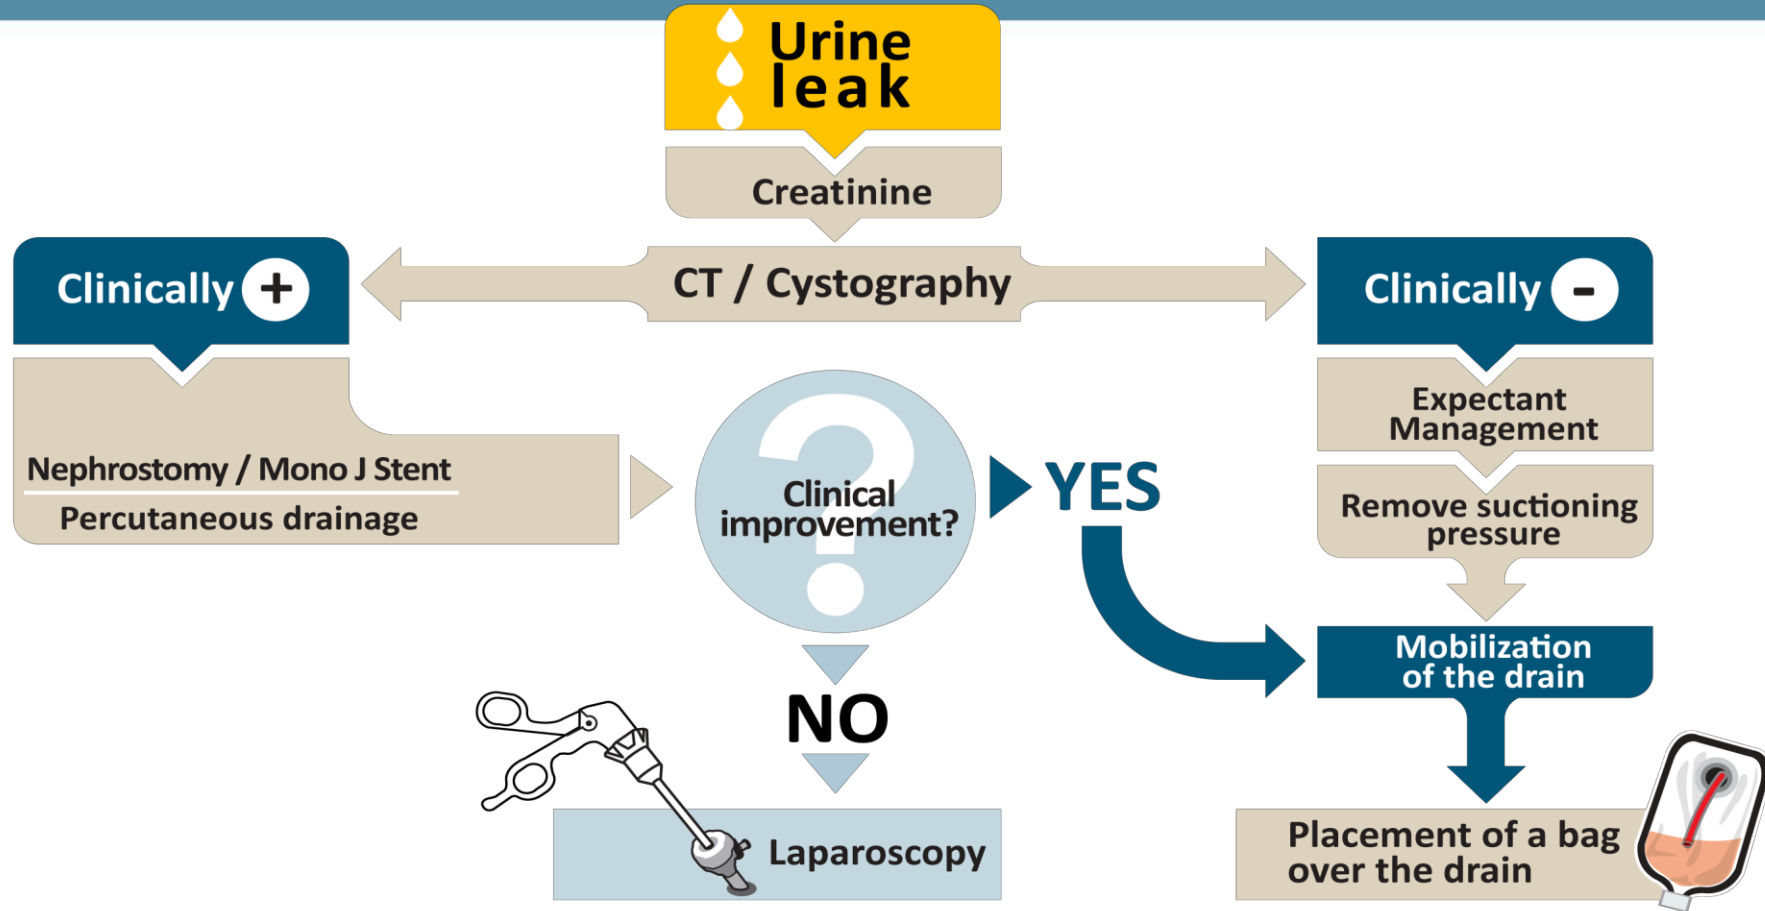 Urine
leak
Creatinine
CT / Cystography
Clinically +
Clinically -
Nephrostomy / Mono J Stent
Percutaneous drainage
?
Clinical
improvement?
YES
NO
Laparoscopy
Expectant
Management
Remove suctioning
pressure
Mobilization
of the drain
Placement of a bag
over the drain